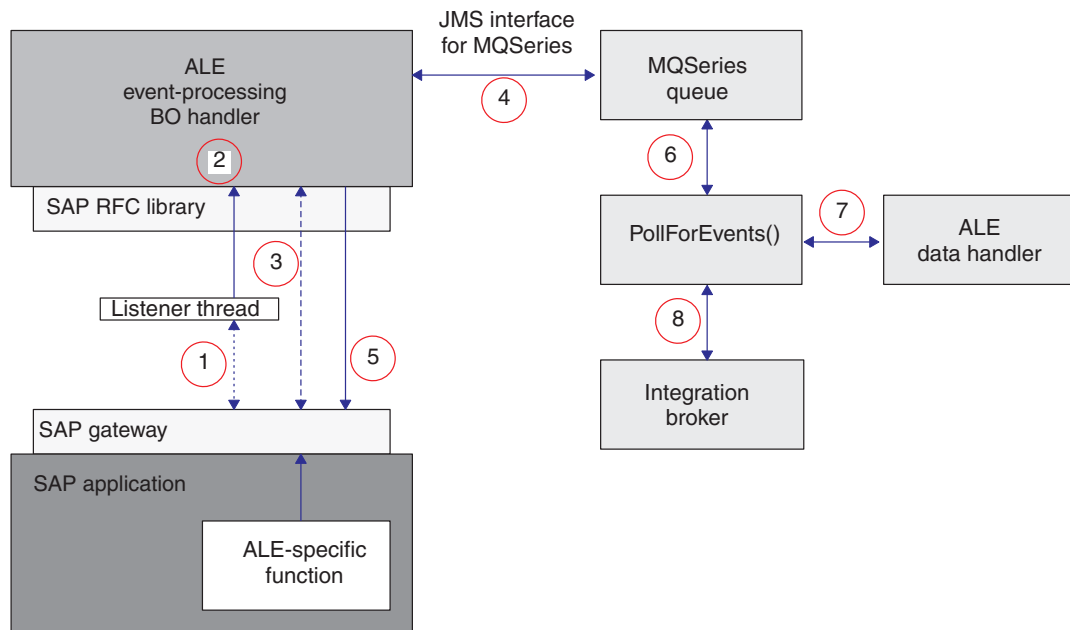 JMS interface
for MQSeries
4
ALE
event-processing
BO handler
2
SAP RFC library
3
Listener thread
1
5
SAP gateway
SAP application
ALE-specific
function
MQSeries
queue
6
PollForEvents()
7
ALE
data handler
8
Integration
broker